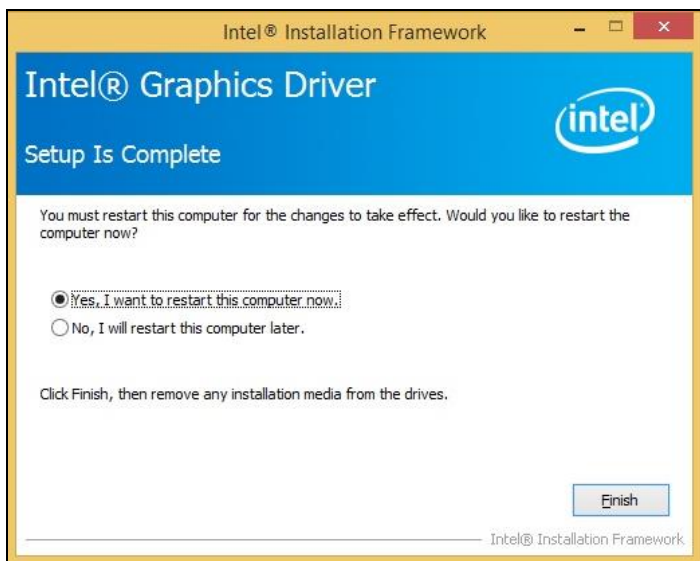 Intel® Installation Framework
Intel® Graphics Driver
intel
Setup Is Complete
You must restart this computer for the changes to take effect. Would you like to restart the
computer now?
Yes, I want to restart this computer now.
No, I will restart this computer later.
Click Finish, then remove any installation media from the drives.
Finish
Intel® Installation Framework